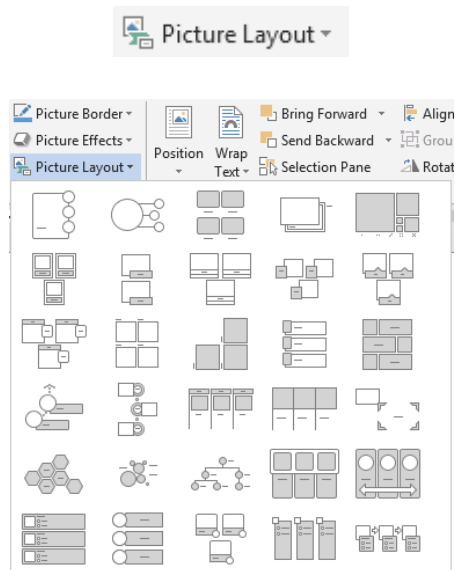 Picture Layout
Picture Border
Picture Effects
Picture Layout
Position
Wrap
Text
Bring Forward
Send Backward
Selection Pane
Align
Grou
Rotat